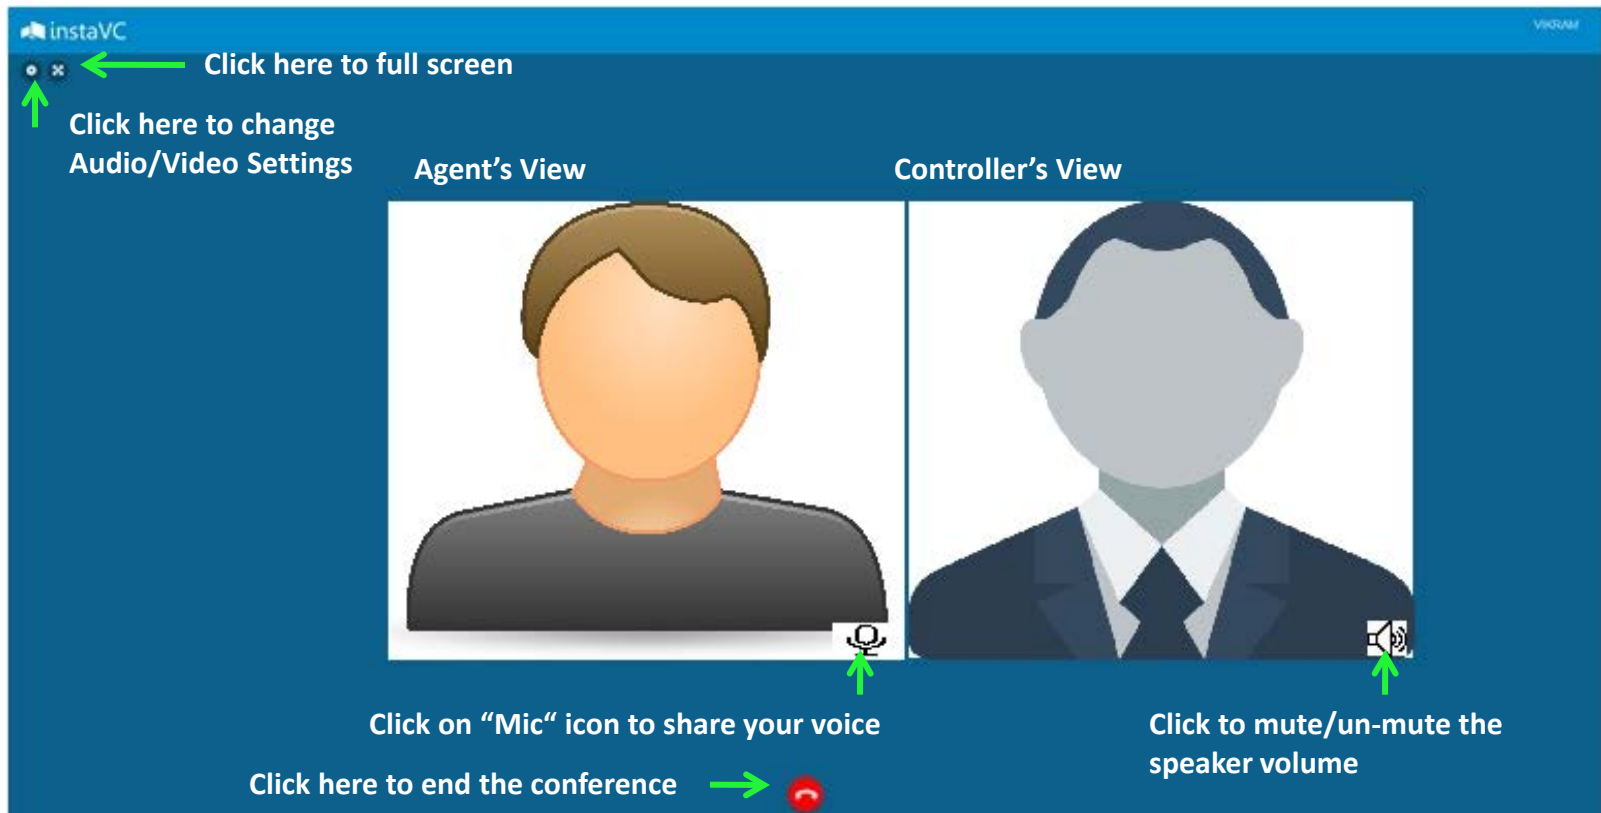 instaVC
VIKRAM
Click here to full screen
Click here to change
Audio/Video Settings
Agent’s View
Controller’s View
Click on “Mic“ icon to share your voice
Click to mute/un-mute the
speaker volume
Click here to end the conference